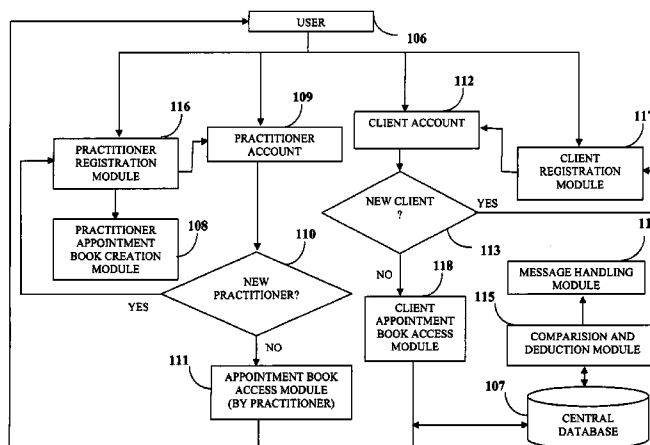 USER
106
116
109
112
117
PRACTITIONER
REGISTRATION
MODULE
PRACTITIONER
ACCOUNT
CLIENT ACCOUNT
CLIENT
REGISTRATION
MODULE
PRACTITIONER
APPOINTMENT
BOOK CREATION
MODULE
108
NEW CLIENT
?
YES
113
110
NEW
PRACTITIONER?
YES
NO
NO
118
CLIENT
APPOINTMENT
BOOK ACCESS
MODULE
MESSAGE HANDLING
MODULE
115
COMPARISION AND
DEDUCTION MODULE
111
APPOINTMENT BOOK
ACCESS MODULE
(BY PRACTITIONER)
107
CENTRAL
DATABASE